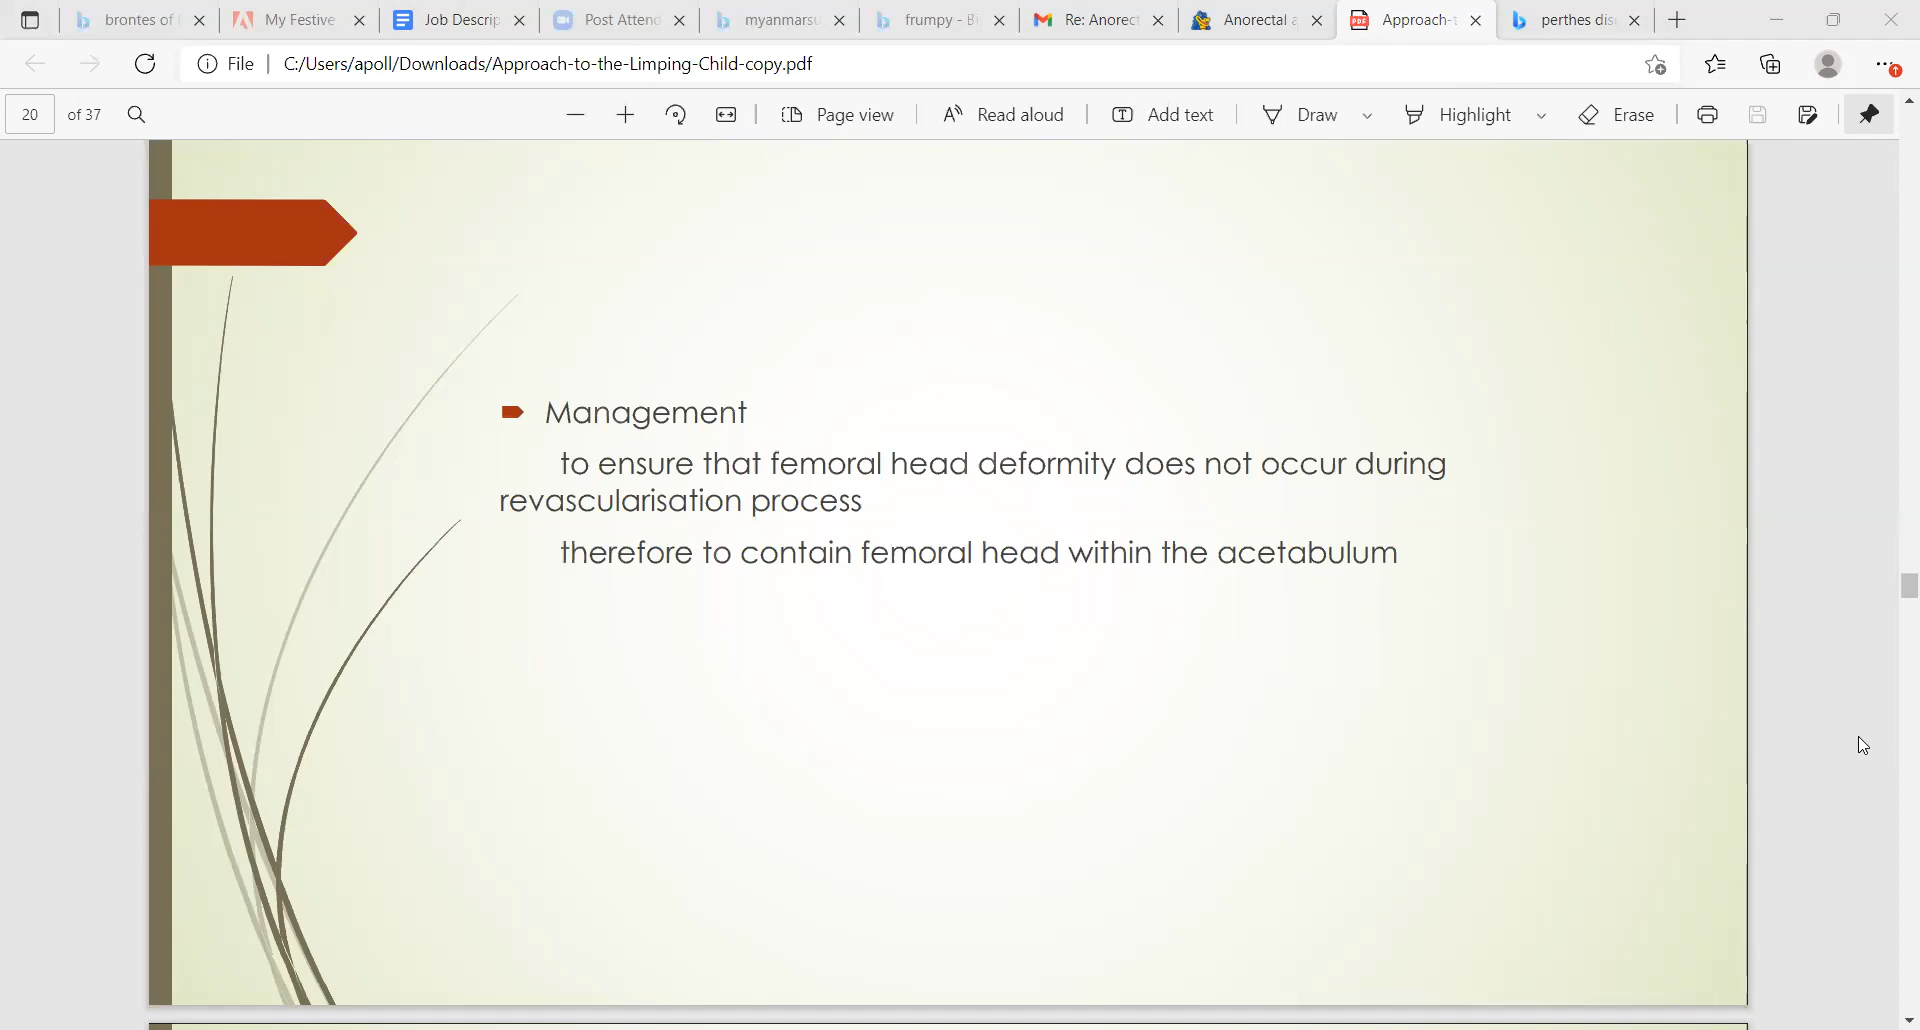 brontes of
My Festive
Job Descrip
Post Attend
myanmarsu
frumpy - Bi
Re: Anorect
Anorectal a
Approach-t
perthes dis
File
C:/Users/apoll/Downloads/Approach-to-the-Limping-Child-copy.pdf
20 of 37
Page view
Read aloud
Add text
Draw
Highlight
Erase
Management
to ensure that femoral head deformity does not occur during
revascularisation process
therefore to contain femoral head within the acetabulum